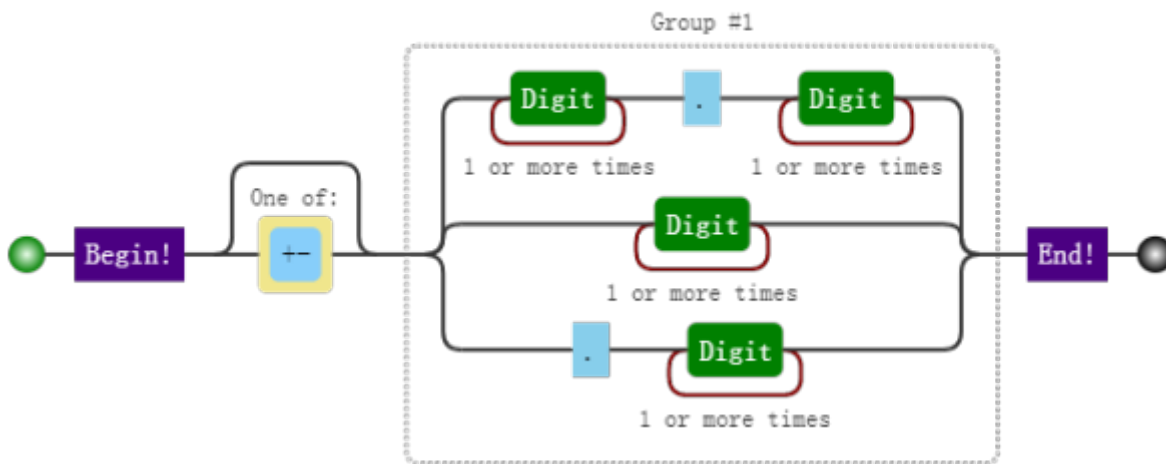 Group #1
Digit . Digit
1 or more times 1 or more times
One of:
Digit
Begin! +- End!
1 or more times
. Digit
1 or more times